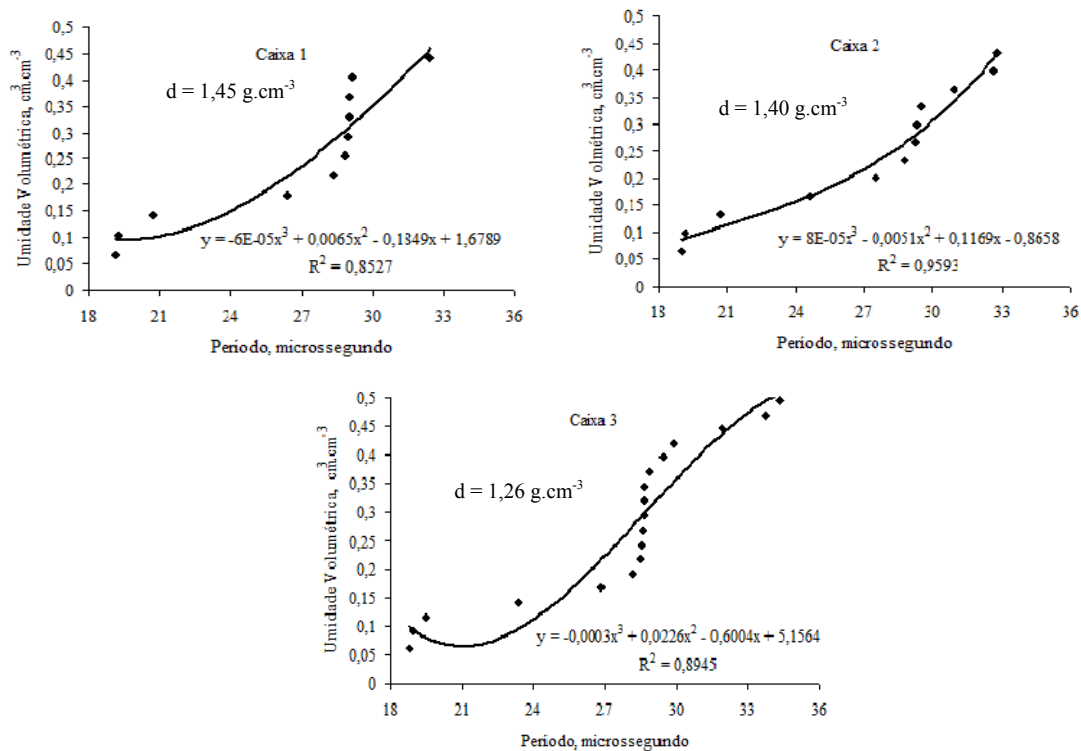 0,5
0,45
0,4
0,35
0,3
0,25
0,2
0,15
0,1
0,05
0
Umidade Volumétrica, cm³.cm⁻³
Caixa 1
d = 1,45 g.cm⁻³
y = -6E-05x³ + 0,0065x² - 0,1849x + 1,6789
R² = 0,8527
18 21 24 27 30 33 36
Período, microssegundo
0,5
0,45
0,4
0,35
0,3
0,25
0,2
0,15
0,1
0,05
0
Umidade Volmétrica, cm³.cm⁻³
Caixa 2
d = 1,40 g.cm⁻³
y = 8E-05x³ - 0,0051x² + 0,1169x - 0,8658
R² = 0,9593
18 21 24 27 30 33 36
Período, microssegundo
0,5
0,45
0,4
0,35
0,3
0,25
0,2
0,15
0,1
0,05
0
Umidade Volumétrica, cm³.cm⁻³
Caixa 3
d = 1,26 g.cm⁻³
y = -0,0003x³ + 0,0226x² - 0,6004x + 5,1564
R² = 0,8945
18 21 24 27 30 33 36
Período, microssegundo